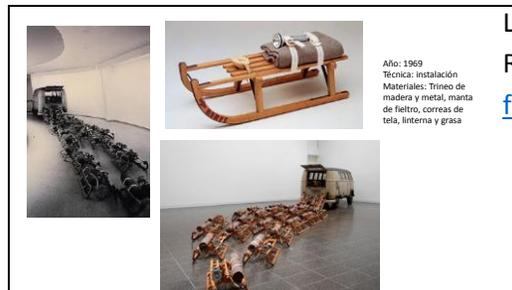 Año: 1969
Técnica: instalación
Materiales: Trineo de
madera y metal, manta
de fieltro, correas de
tela, linterna y grasa
L
R
f